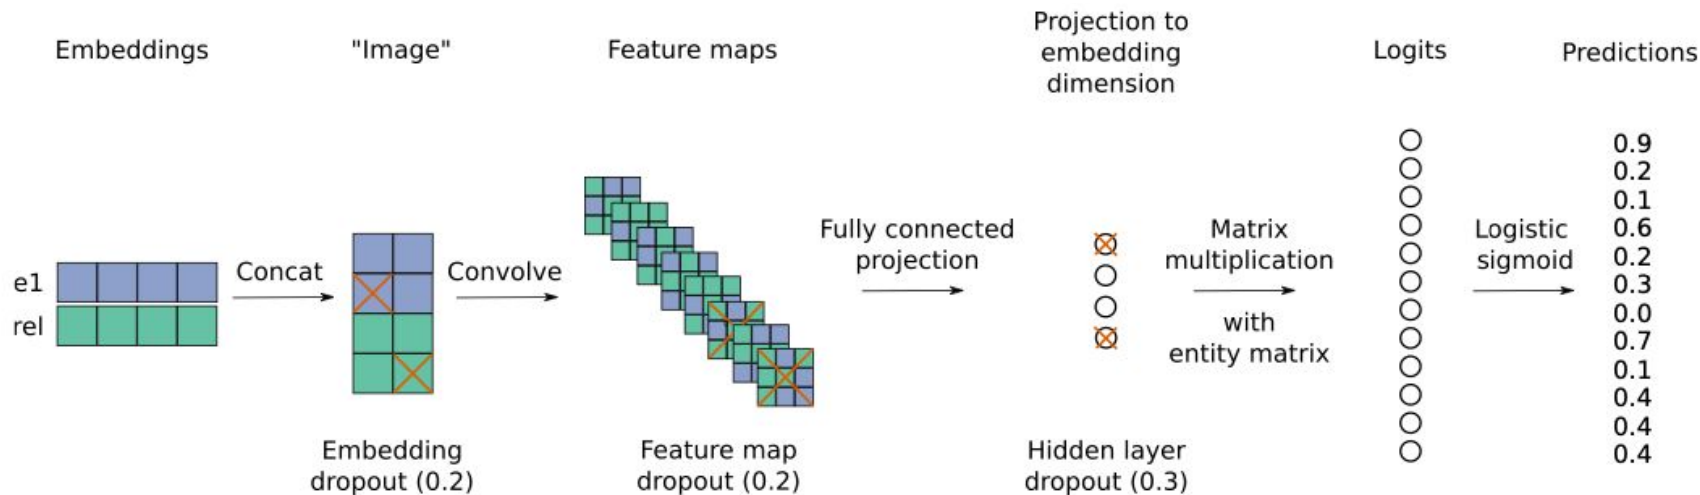 Embeddings
"Image"
Feature maps
Projection to
embedding
dimension
Logits
Predictions
e1
rel
Concat
Convolve
Fully connected
projection
Matrix
multiplication
with
entity matrix
Logistic
sigmoid
0.9
0.2
0.1
0.6
0.2
0.3
0.0
0.7
0.1
0.4
0.4
0.4
Embedding
dropout (0.2)
Feature map
dropout (0.2)
Hidden layer
dropout (0.3)